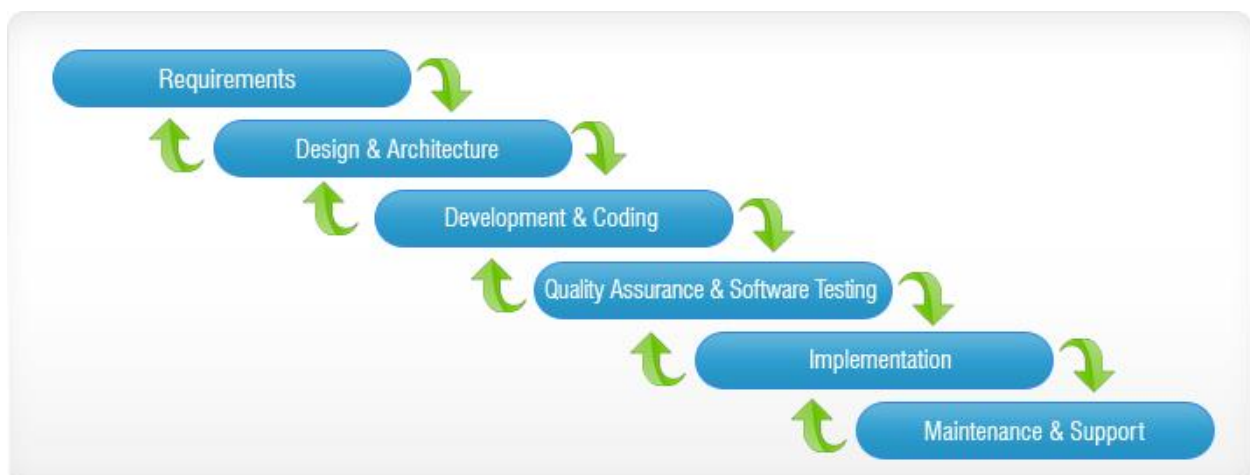 Requirements
Design & Architecture
Development & Coding
Quality Assurance & Software Testing
Implementation
Maintenance & Support